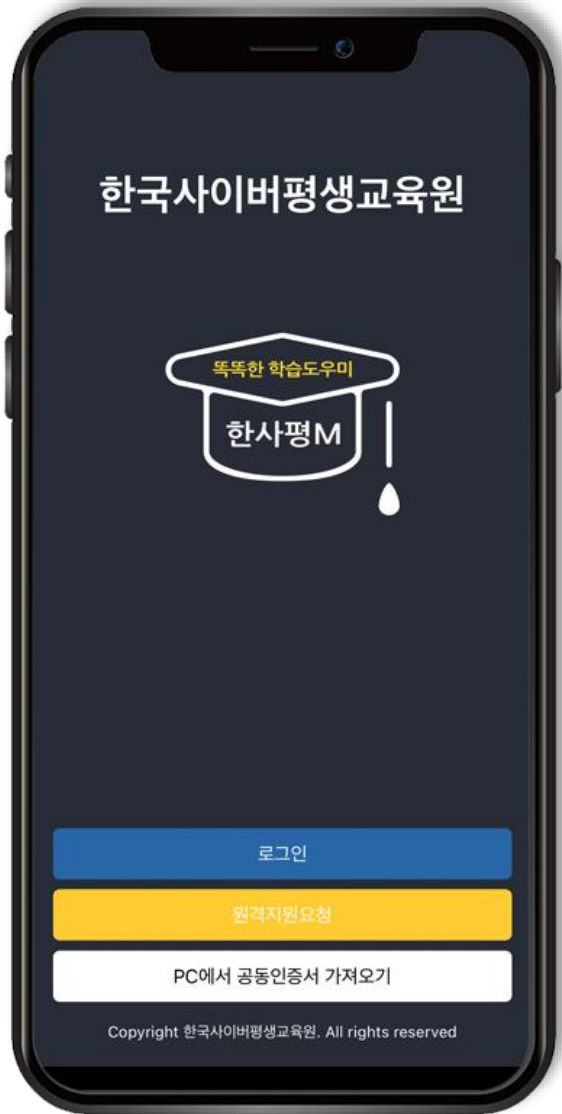 한국사이버평생교육원
똑똑한 학습도우미
한사평M
로그인
원격지원요청
PC에서 공동인증서 가져오기
Copyright 한국사이버평생교육원. All rights reserved